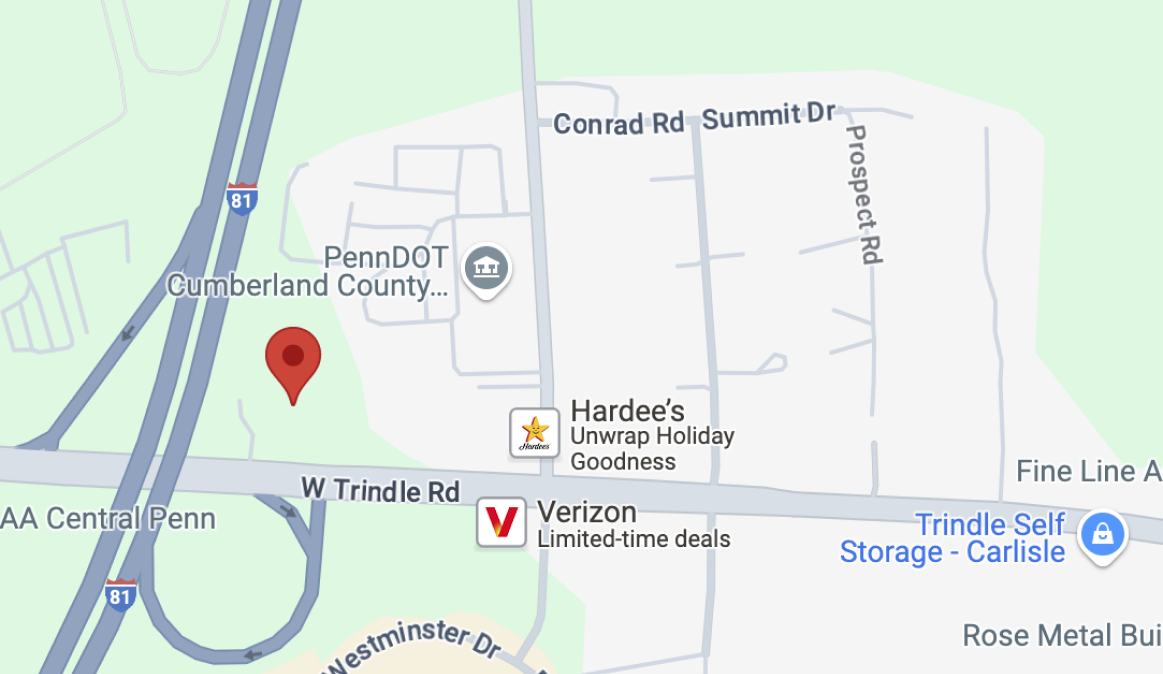 Conrad Rd
Summit Dr
Prospect Rd
81
PennDOT
Cumberland County...
Hardee's
Hardee's
Unwrap Holiday
Goodness
W Trindle Rd
Fine Line A
AA Central Penn
Verizon
Limited-time deals
Trindle Self
Storage - Carlisle
81
Westminster Dr
Rose Metal Bui